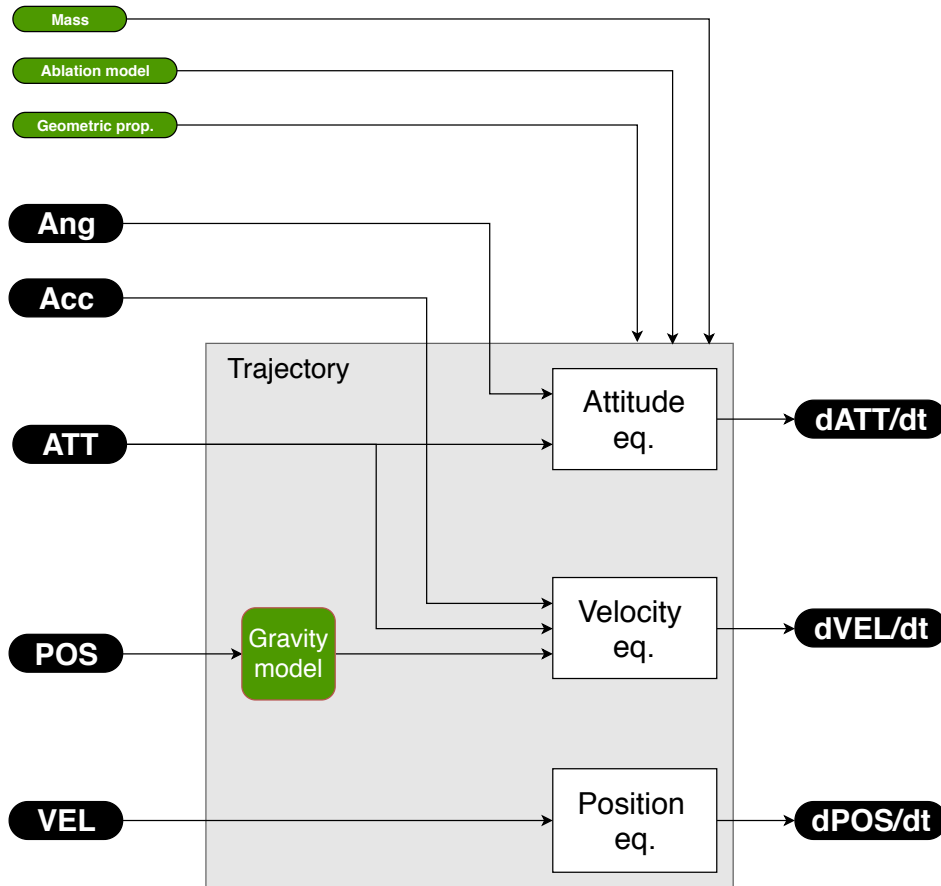 Mass
Ablation model
Geometric prop.
Ang
Acc
Trajectory
Attitude
eq.
dATT/dt
ATT
Velocity
eq.
dVEL/dt
Gravity
model
POS
Position
eq.
dPOS/dt
VEL